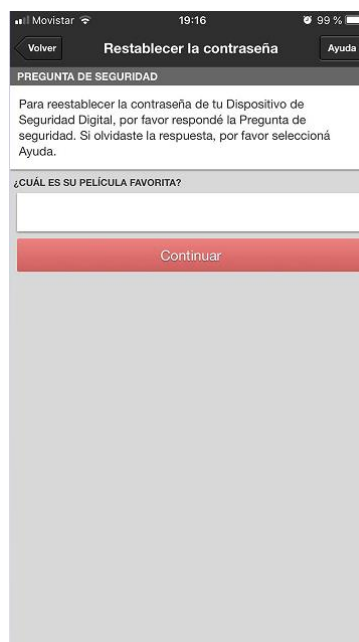 Movistar 19:16 99 %
Volver Restablecer la contraseña Ayuda
PREGUNTA DE SEGURIDAD
Para reestablecer la contraseña de tu Dispositivo de
Seguridad Digital, por favor respondé la Pregunta de
seguridad. Si olvidaste la respuesta, por favor seleccioná
Ayuda.
¿CUÁL ES SU PELÍCULA FAVORITA?
Continuar